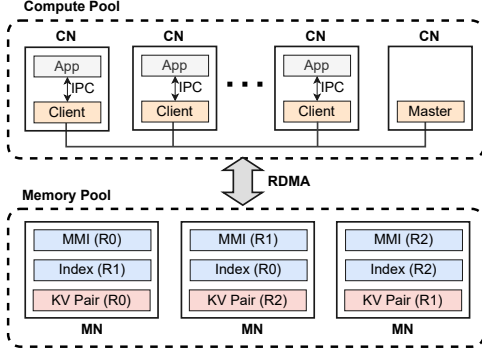 Compute Pool
CN CN CN CN
App App App
IPC IPC IPC
Client Client Client Master
RDMA
Memory Pool
MMI (R0) MMI (R1) MMI (R2)
Index (R1) Index (R0) Index (R2)
KV Pair (R0) KV Pair (R2) KV Pair (R1)
MN MN MN